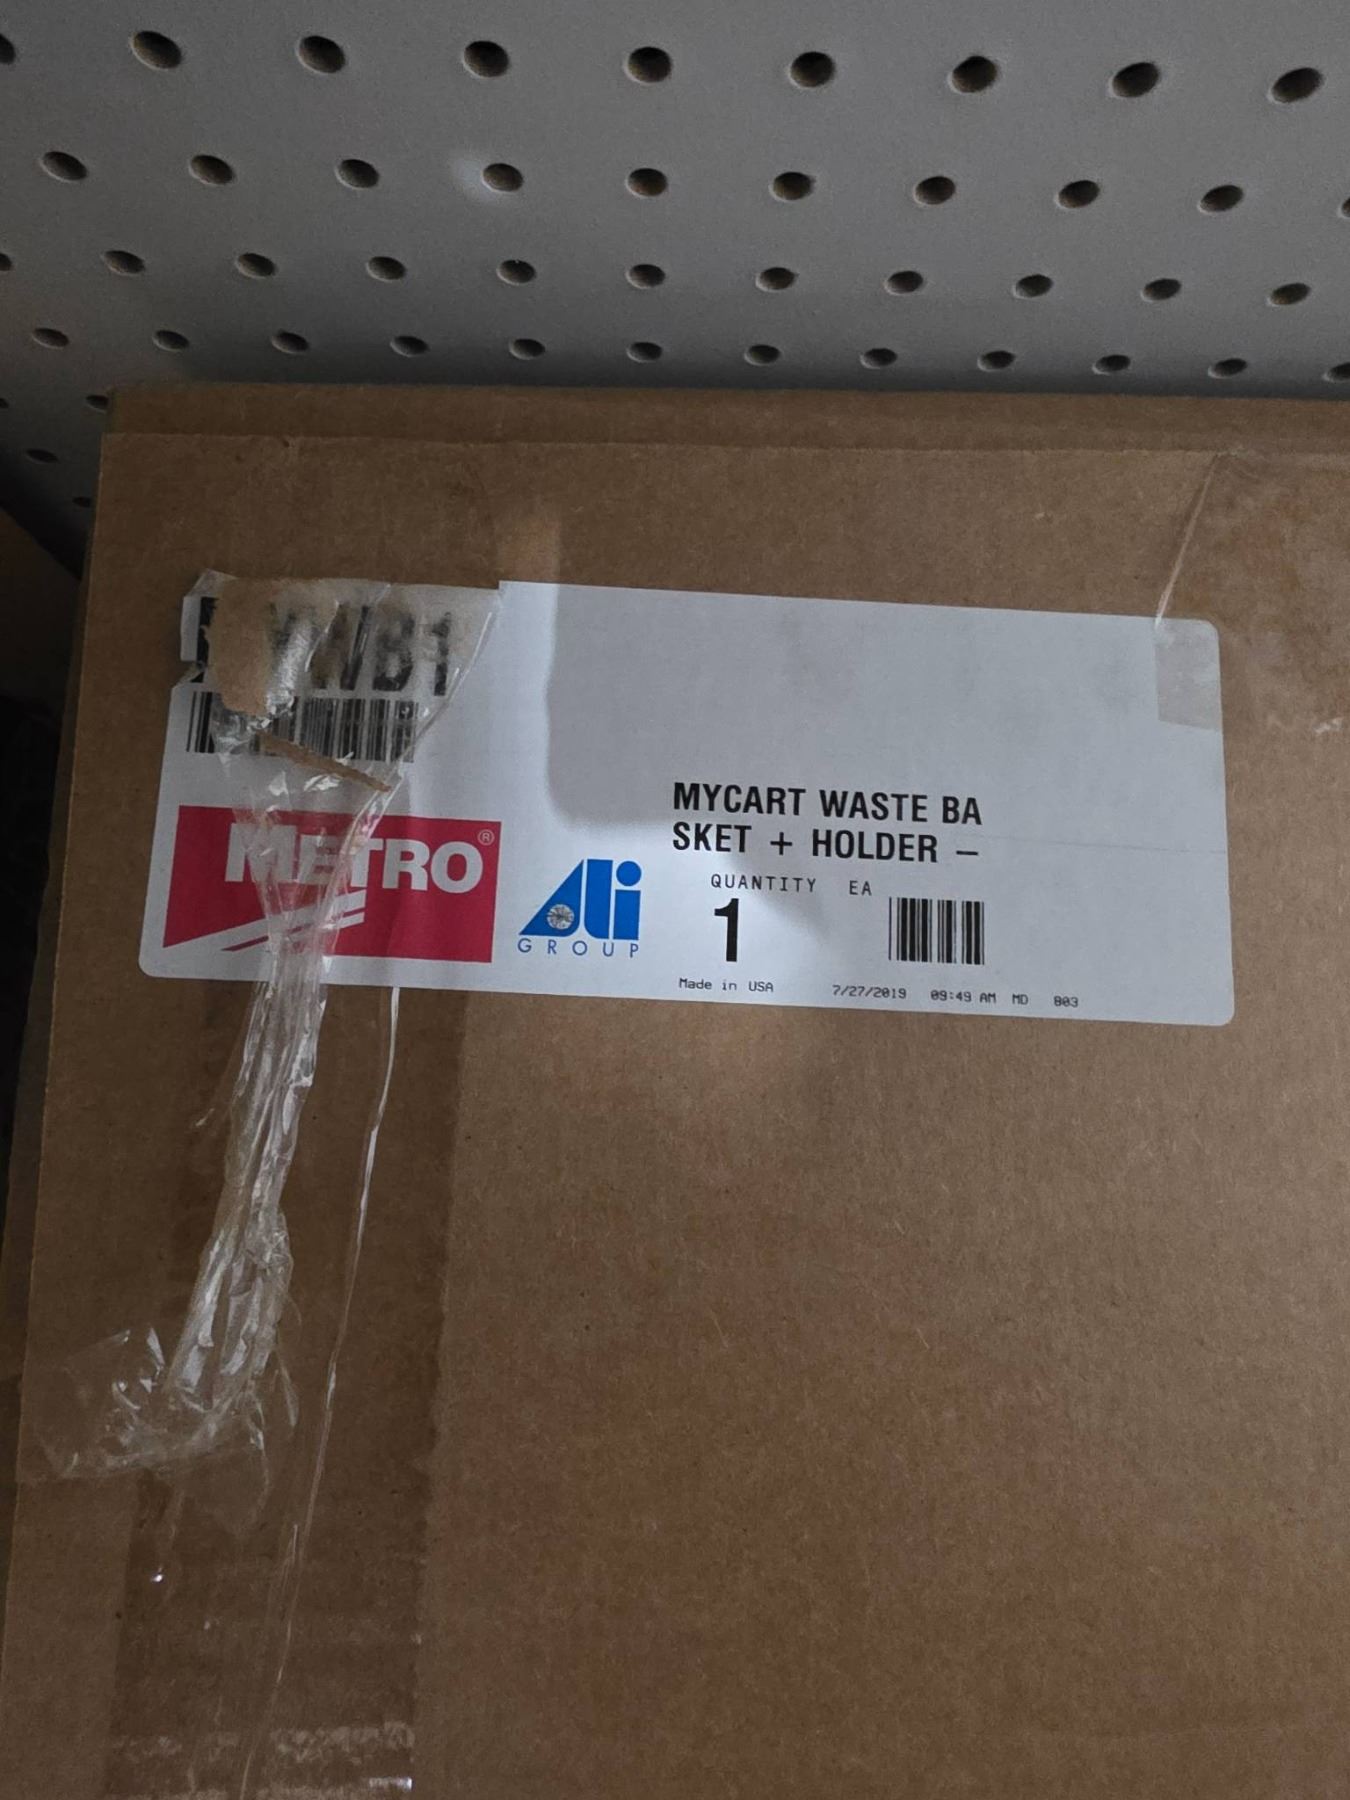 METRO®
ALi
GROUP
MYCART WASTE BA
SKET + HOLDER –
QUANTITY EA
1
Made in USA 7/27/2019 09:49 AM MD 803